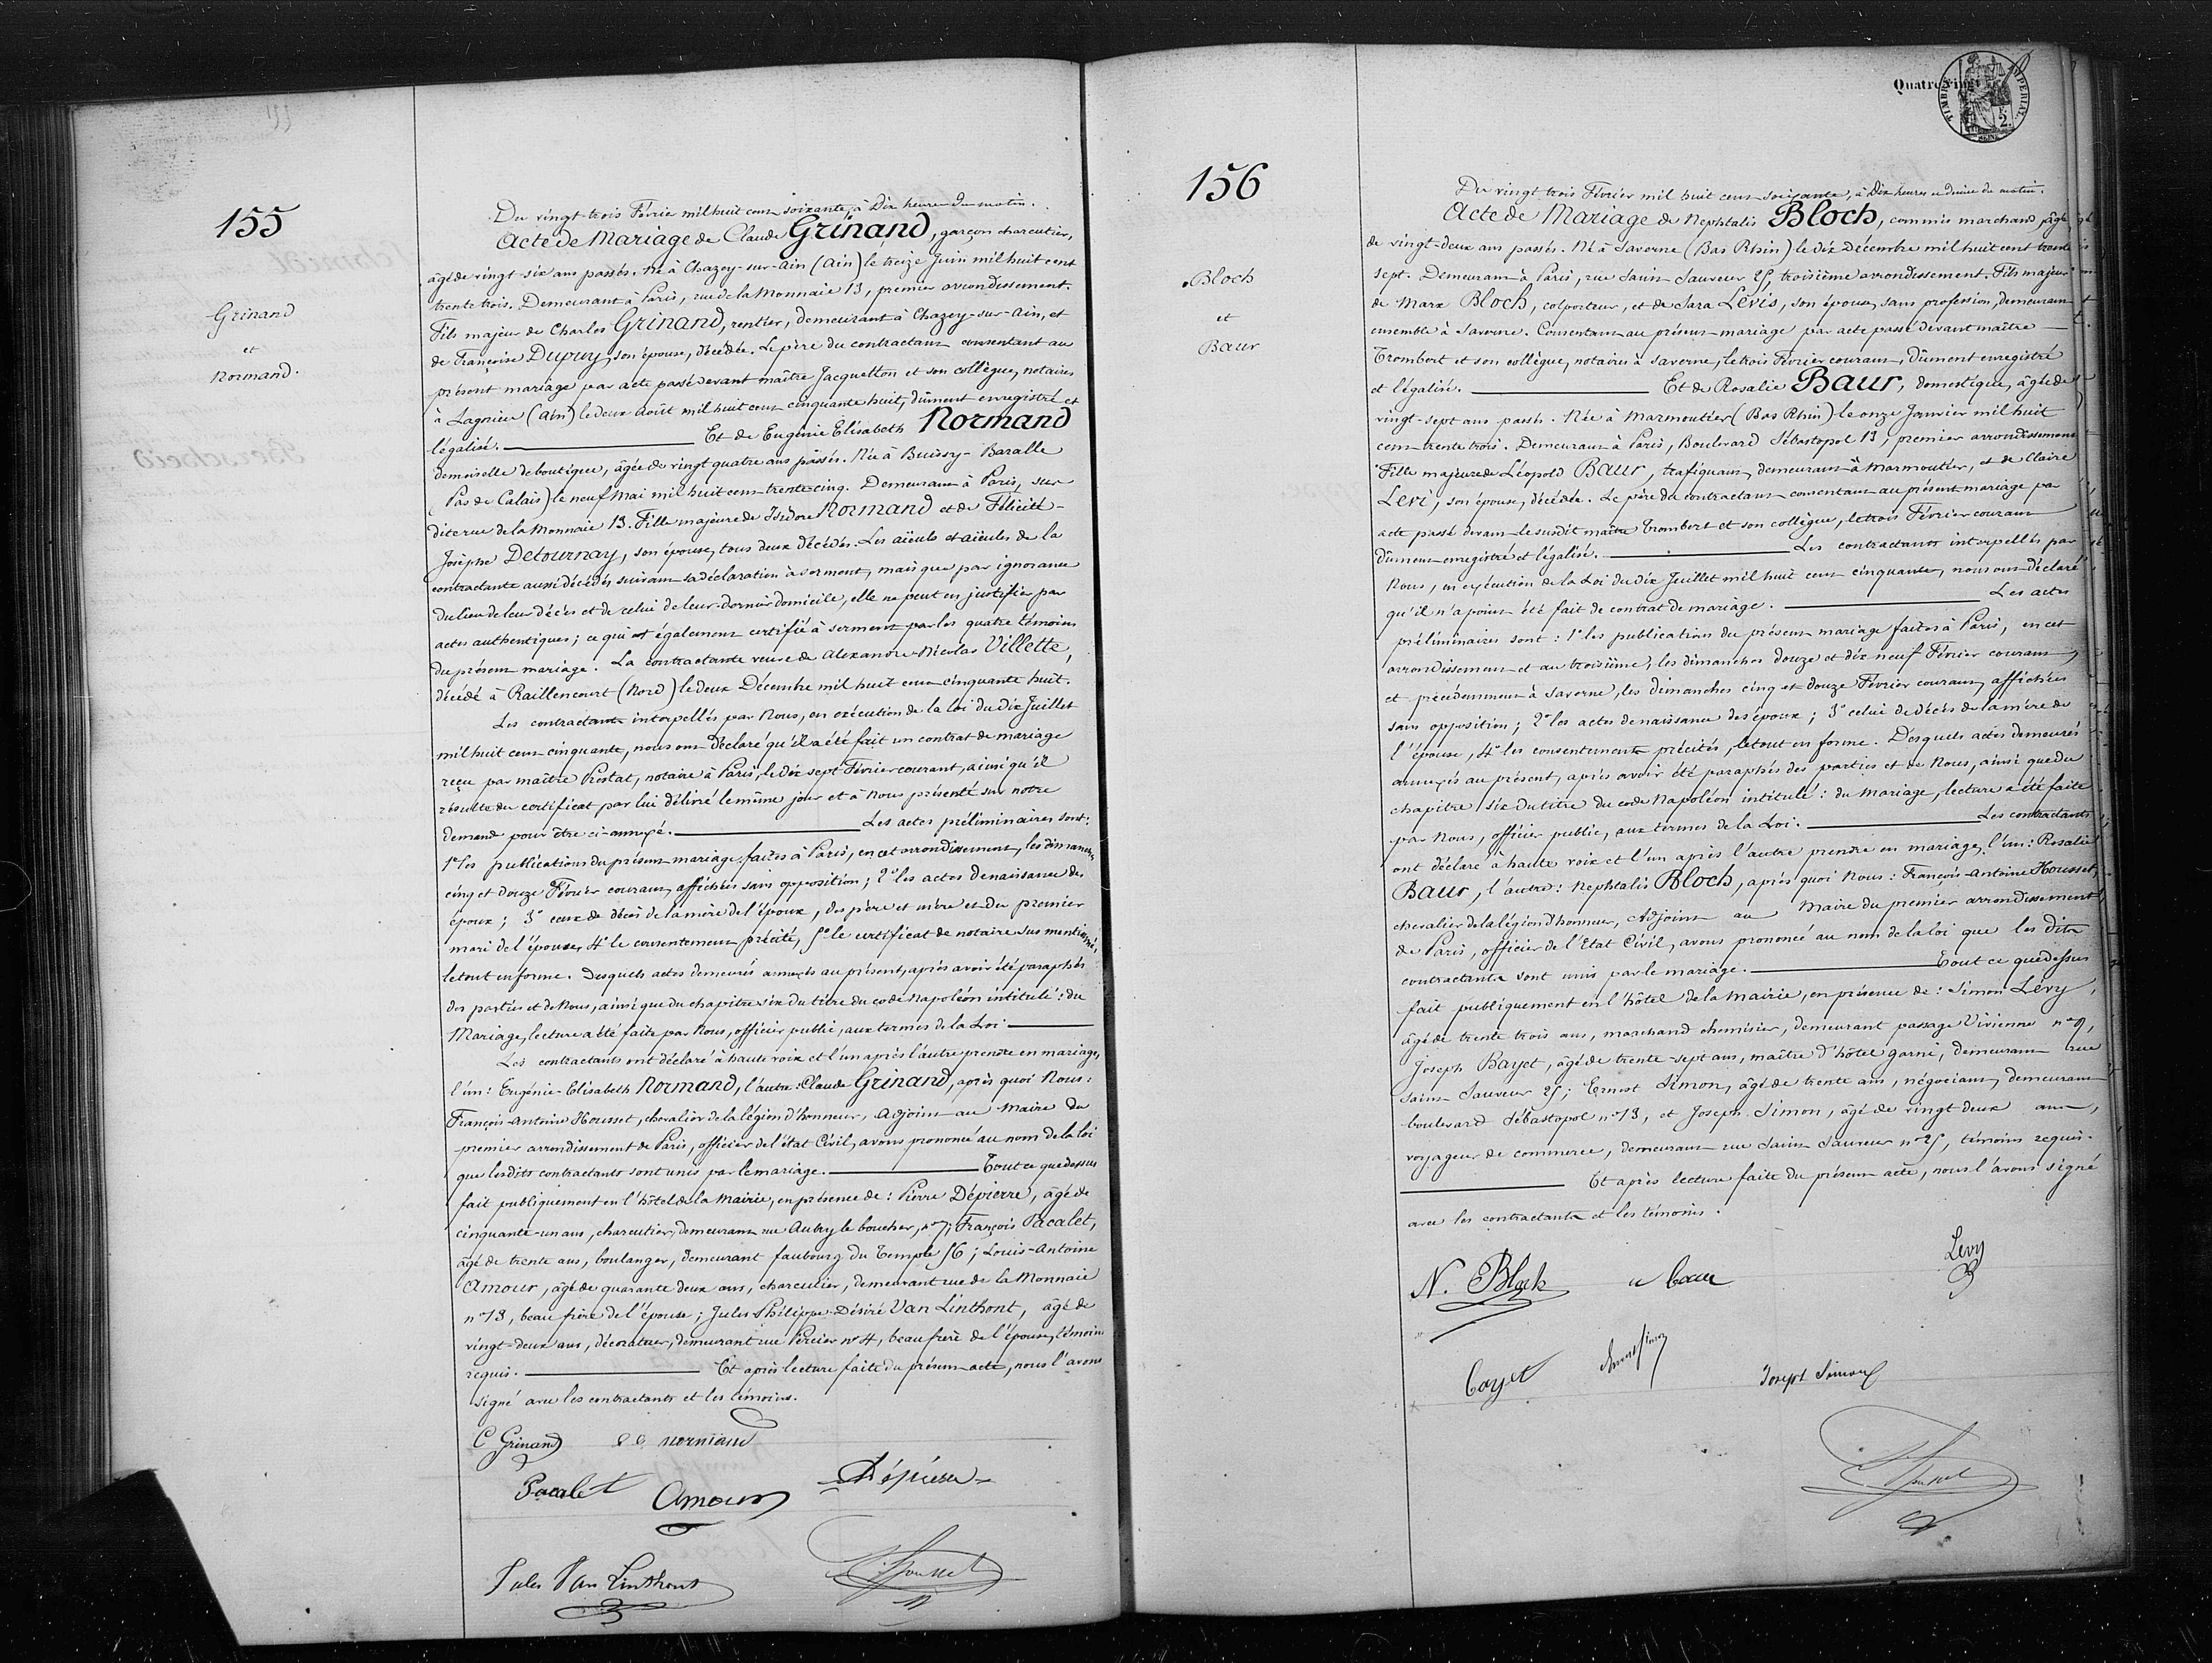 155
Grinand
et
Normand.
Du vingt-trois Février mil huit cent soixante, à Dix heures du matin.
Acte de Mariage de Claude Grinand, garçon charcutier,
âgé de vingt-six ans passés. Né à Chazey-sur-Ain (Ain) le treize Juin mil huit cent
trente trois. Demeurant à Paris, rue de la Monnaie 13, premier arrondissement.
Fils majeur de Charles Grinand, rentier, demeurant à Chazey-sur-Ain, et
de Françoise Dupuy, son épouse, décédée. Le père du contractant consentant au
présent mariage par acte passé devant maître Jacquetton et son collègue, notaires
à Lagnieu (Ain) le deux Août mil huit cent cinquante huit, dûment enregistré et
légalisé. Et de Eugénie Elisabeth Normand
demoiselle de boutique, âgée de vingt quatre ans passés. Née à Buissy-Baralle
(Pas de Calais) le neuf Mai mil huit cent trente cinq. Demeurant à Paris, sus
dite rue de la Monnaie 13. Fille majeure de Isidore Normand et de Félicité-
Josèphe Detournay, son épouse, tous deux décédés. Les aïeuls et aïeules de la
contractante aussi décédés suivant sa déclaration à serment, mais que par ignorance
du lieu de leur décès et de celui de leur dernier domicile, elle ne peut en justifier par
actes authentiques; ce qui est également certifié à serment par les quatre témoins
du présent mariage. La contractante veuve de Alexandre-Nicolas Villette,
décédé à Raillencourt (Nord) le deux Décembre mil huit cent cinquante huit.
Les contractants interpellés par Nous, en exécution de la loi du dix Juillet
mil huit cent cinquante, nous ont déclaré qu'il a été fait un contrat de mariage
reçu par maître Prestat, notaire à Paris, le dix sept Février courant, ainsi qu'il
résulte du certificat par lui délivré le même jour et à Nous présenté sur notre
demande pour être ci-annexé. Les actes préliminaires sont:
1° les publications du présent mariage faites à Paris, en cet arrondissement, les dimanches
cinq et douze Février courant, affichées sans opposition; 2° les actes de naissance des
époux; 3° ceux de décès de la mère de l'époux, des père et mère et du premier
mari de l'épouse, 4° le consentement précité, 5° le certificat de notaire sus mentionné,
le tout en forme. Desquels actes demeurés annexés au présent, après avoir été paraphés
des parties et de Nous, ainsi que du chapitre six du titre du code Napoléon intitulé: du
Mariage, lecture a été faite par Nous, officier public, aux termes de la Loi.
Les contractants ont déclaré à haute voix et l'un après l'autre prendre en mariage,
l'un: Eugénie-Elisabeth Normand, l'autre: Claude Grinand, après quoi Nous:
François-Antoine Housset, chevalier de la légion d'honneur, Adjoint au Maire du
premier arrondissement de Paris, officier de l'état Civil, avons prononcé au nom de la loi
que les dits contractants sont unis par le mariage. Tout ce que dessus
fait publiquement en l'hôtel de la Mairie, en présence de: Pierre Dépierre, âgé de
cinquante-un ans, charcutier, demeurant rue Aubry le boucher, n°7; François Pacalet,
âgé de trente ans, boulanger, demeurant faubourg du Temple 56; Louis-Antoine
Amour, âgé de quarante deux ans, charcutier, demeurant rue de la Monnaie
n°13, beau frère de l'épouse; Jules-Philippe-Désiré Van Linthont, âgé de
vingt-deux ans, décorateur, demeurant rue Percier n°4, beau frère de l'épouse, témoins
requis. Et après lecture faite du présent acte, nous l'avons
signé avec les contractants et les témoins.
C Grinand e e normand
Pacalet Amour Dépierre
Jules Van Linthont Housset
Quatre vingt
TIMBRE IMPERIAL
2.
SEINE
156
Bloch
et
Baur
Du vingt trois Février mil huit cent soixante, à Dix heures et demie du matin.
Acte de Mariage de Nephtalis Bloch, commis marchand, âgé
de vingt-deux ans passés. Né à Saverne (Bas Rhin) le dix Décembre mil huit cent trente
sept. Demeurant à Paris, rue Saint Sauveur 25, troisième arrondissement. Fils majeur
de Marx Bloch, colporteur, et de Sara Lévis, son épouse, sans profession, demeurant
ensemble à Saverne. Consentant au présent mariage par acte passé devant maître
Trombert et son collègue, notaires à Saverne, le trois Février courant, dûment enregistré
et légalisé. Et de Rosalie Baur, domestique, âgée de
vingt-sept ans passés. Née à Marmoutier (Bas Rhin) le onze Janvier mil huit
cent trente trois. Demeurant à Paris, Boulevard Sébastopol 13, premier arrondissement
Fille majeure de Léopold Baur, trafiquant, demeurant à Marmoutier, et de Claire
Levi, son épouse, décédée. Le père du contractant consentant au présent mariage par
acte passé devant le susdit maître Trombert et son collègue, le trois Février courant
dûment enregistré et légalisé. Les contractants interpellés par
Nous, en exécution de la Loi du dix Juillet mil huit cent cinquante, nous ont déclaré
qu'il n'a point été fait de contrat de mariage. Les actes
préliminaires sont: 1° les publications du présent mariage faites à Paris, en cet
arrondissement et au troisième, les dimanches douze et dix neuf Février courant,
et précédemment à Saverne, les dimanches cinq et douze Février courant, affichées
sans opposition; 2° les actes de naissance des époux; 3° celui de décès de la mère de
l'épouse, 4° les consentements précités, le tout en forme. Desquels actes demeurés
annexés au présent, après avoir été paraphés des parties et de Nous, ainsi que du
chapitre six du titre du code Napoléon intitulé: du Mariage, lecture a été faite
par Nous, officier public, aux termes de la Loi. Les contractants
ont déclaré à haute voix et l'un après l'autre prendre en mariage, l'un: Rosalie
Baur, l'autre: Nephtalis Bloch, après quoi Nous: François-Antoine Housset,
chevalier de la légion d'honneur, Adjoint au Maire du premier arrondissement
de Paris, officier de l'Etat Civil, avons prononcé au nom de la loi que les dits
contractants sont unis par le mariage. Tout ce que dessus
fait publiquement en l'hôtel de la Mairie, en présence de: Simon Lévy,
âgé de trente trois ans, marchand chemisier, demeurant passage Vivienne n°9,
Joseph Bayet, âgé de trente-sept ans, maître d'hôtel garni, demeurant rue
Saint Sauveur 25; Ernest Simon, âgé de trente ans, négociant, demeurant
boulevard Sébastopol n°13, et Joseph Simon, âgé de vingt deux ans,
voyageur de commerce, demeurant rue Saint Sauveur n°25, témoins requis.
Et après lecture faite du présent acte, nous l'avons signé
avec les contractants et les témoins.
N. Bloch Levy
Bayet Ernest Simon Joseph Simon
Housset